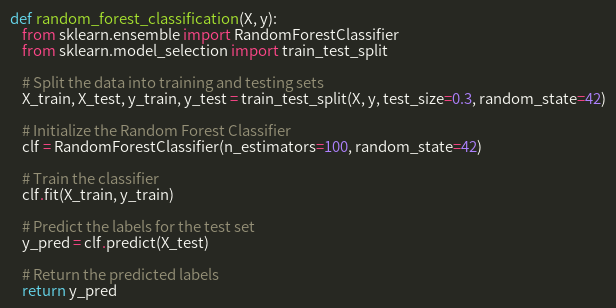 def random_forest_classification(X, y):
from sklearn.ensemble import RandomForestClassifier
from sklearn.model_selection import train_test_split
# Split the data into training and testing sets
X_train, X_test, y_train, y_test = train_test_split(X, y, test_size=0.3, random_state=42)
# Initialize the Random Forest Classifier
clf = RandomForestClassifier(n_estimators=100, random_state=42)
# Train the classifier
clf.fit(X_train, y_train)
# Predict the labels for the test set
y_pred = clf.predict(X_test)
# Return the predicted labels
return y_pred